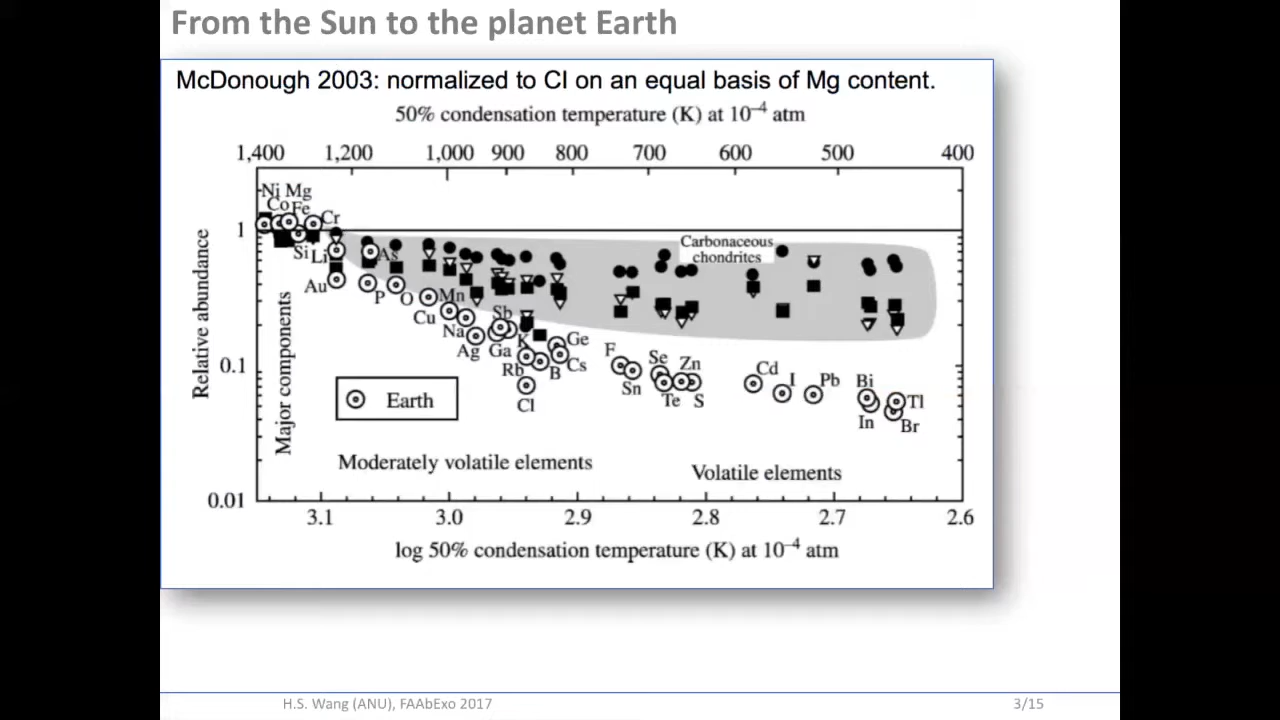 From the Sun to the planet Earth
McDonough 2003: normalized to CI on an equal basis of Mg content.
50% condensation temperature (K) at 10⁻⁴ atm
1,400 1,200 1,000 900 800 700 600 500 400
Relative abundance
1
0.1
0.01
Ni Mg
Co Fe Cr
Si Li As
Au P O Mn
Cu Na Sb
Ag Ga K Ge
Rb B Cs
Cl
F Se Zn
Sn Te S
Cd I Pb Bi
Tl
In Br
Carbonaceous
chondrites
Major components
Earth
Moderately volatile elements
Volatile elements
3.1 3.0 2.9 2.8 2.7 2.6
log 50% condensation temperature (K) at 10⁻⁴ atm
H.S. Wang (ANU), FAAbExo 2017
3/15